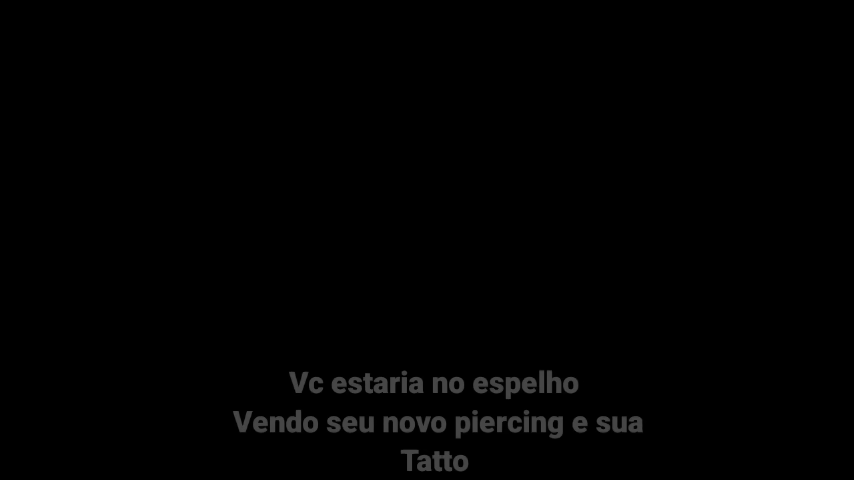 Vc estaria no espelho
Vendo seu novo piercing e sua
Tatto